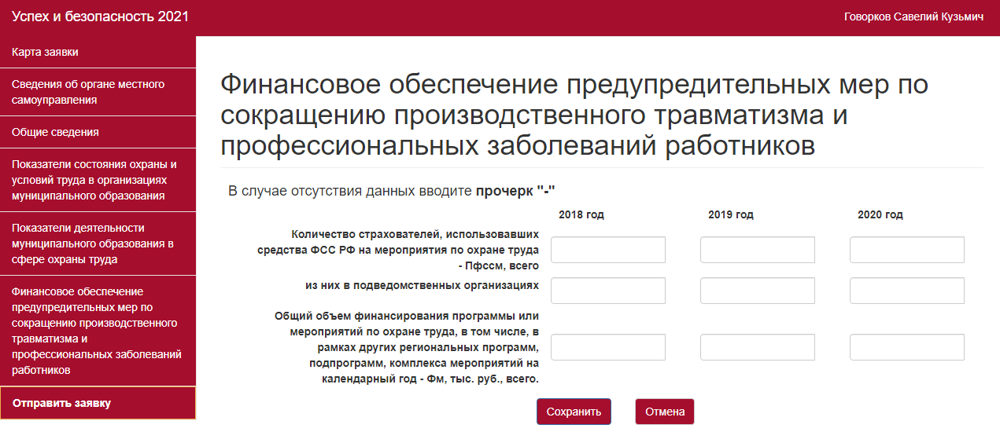 Успех и безопасность 2021
Говорков Савелий Кузьмич
Карта заявки
Сведения об органе местного
самоуправления
Общие сведения
Показатели состояния охраны и
условий труда в организациях
муниципального образования
Показатели деятельности
муниципального образования в
сфере охраны труда
Финансовое обеспечение
предупредительных мер по
сокращению производственного
травматизма и
профессиональных заболеваний
работников
Отправить заявку
Финансовое обеспечение предупредительных мер по
сокращению производственного травматизма и
профессиональных заболеваний работников
В случае отсутствия данных вводите прочерк "-"
2018 год
2019 год
2020 год
Количество страхователей, использовавших
средства ФСС РФ на мероприятия по охране труда
- Пфссм, всего
из них в подведомственных организациях
Общий объем финансирования программы или
мероприятий по охране труда, в том числе, в
рамках других региональных программ,
подпрограмм, комплекса мероприятий на
календарный год - Фм, тыс. руб., всего.
Сохранить
Отмена